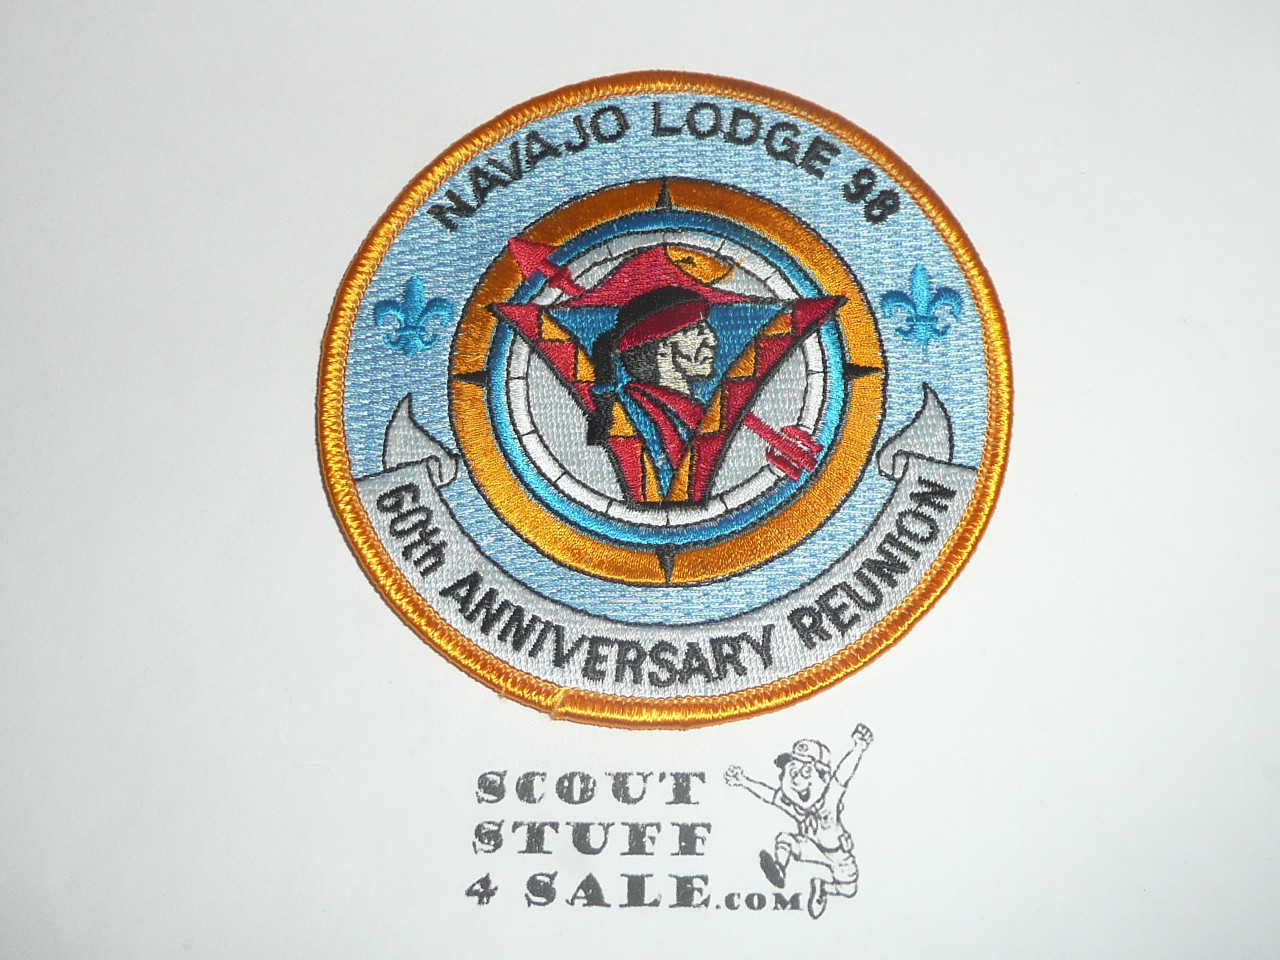 NAVAJO LODGE 98
60th ANNIVERSARY REUNION
SCOUT
STUFF
4 SALE.COM